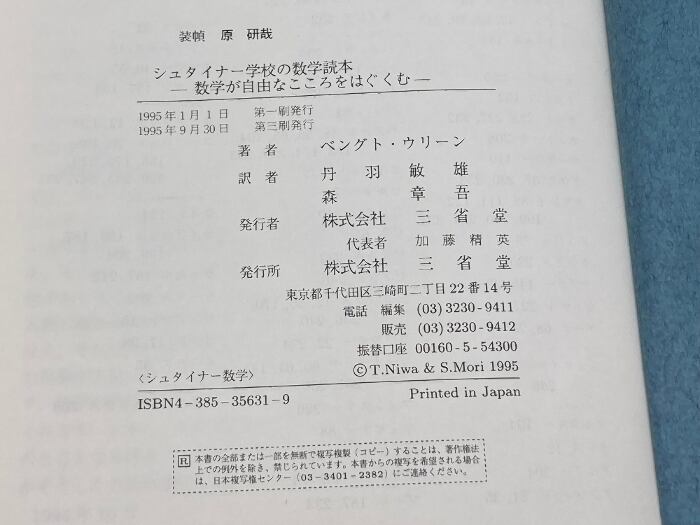 装幀 原 研哉
シュタイナー学校の数学読本
― 数学が自由なこころをはぐくむ ―
1995年1月1日 第一刷発行
1995年9月30日 第三刷発行
著者 ベングト・ウリーン
訳者 丹羽敏雄
森章吾
発行者 株式会社 三省堂
代表者 加藤精英
発行所 株式会社 三省堂
東京都千代田区三崎町二丁目22番14号
電話 編集 (03)3230-9411
販売 (03)3230-9412
振替口座 00160-5-54300
〈シュタイナー数学〉 ©T.Niwa & S.Mori 1995
ISBN4-385-35631-9 Printed in Japan
R 本書の全部または一部を無断で複写複製(コピー)することは、著作権法
上での例外を除き、禁じられています。本書からの複写を希望される場合
は、日本複写権センター(03-3401-2382)にご連絡ください。